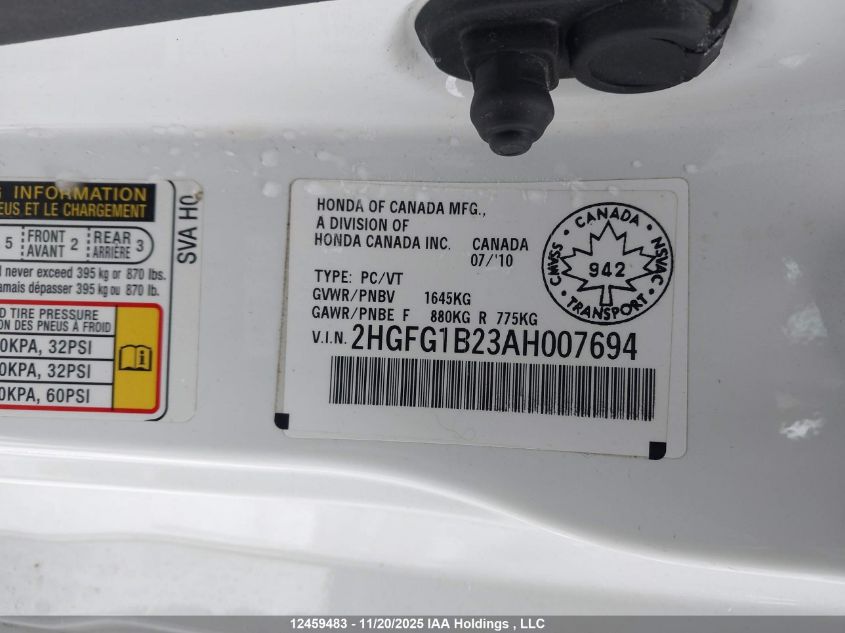 G INFORMATION
EUS ET LE CHARGEMENT
5 FRONT AVANT 2 REAR ARRIÈRE 3
never exceed 395 kg or 870 lbs.
amais dépasser 395 kg ou 870 lb.
D TIRE PRESSURE
ION DES PNEUS À FROID
0KPA, 32PSI
0KPA, 32PSI
0KPA, 60PSI
SVA H0
HONDA OF CANADA MFG.,
A DIVISION OF
HONDA CANADA INC. CANADA
07/'10
TYPE: PC/VT
GVWR/PNBV 1645KG
GAWR/PNBE F 880KG R 775KG
V.I.N. 2HGFG1B23AH007694
CANADA
CMVSS
NSVAC
942
TRANSPORT
12459483 - 11/20/2025 IAA Holdings , LLC